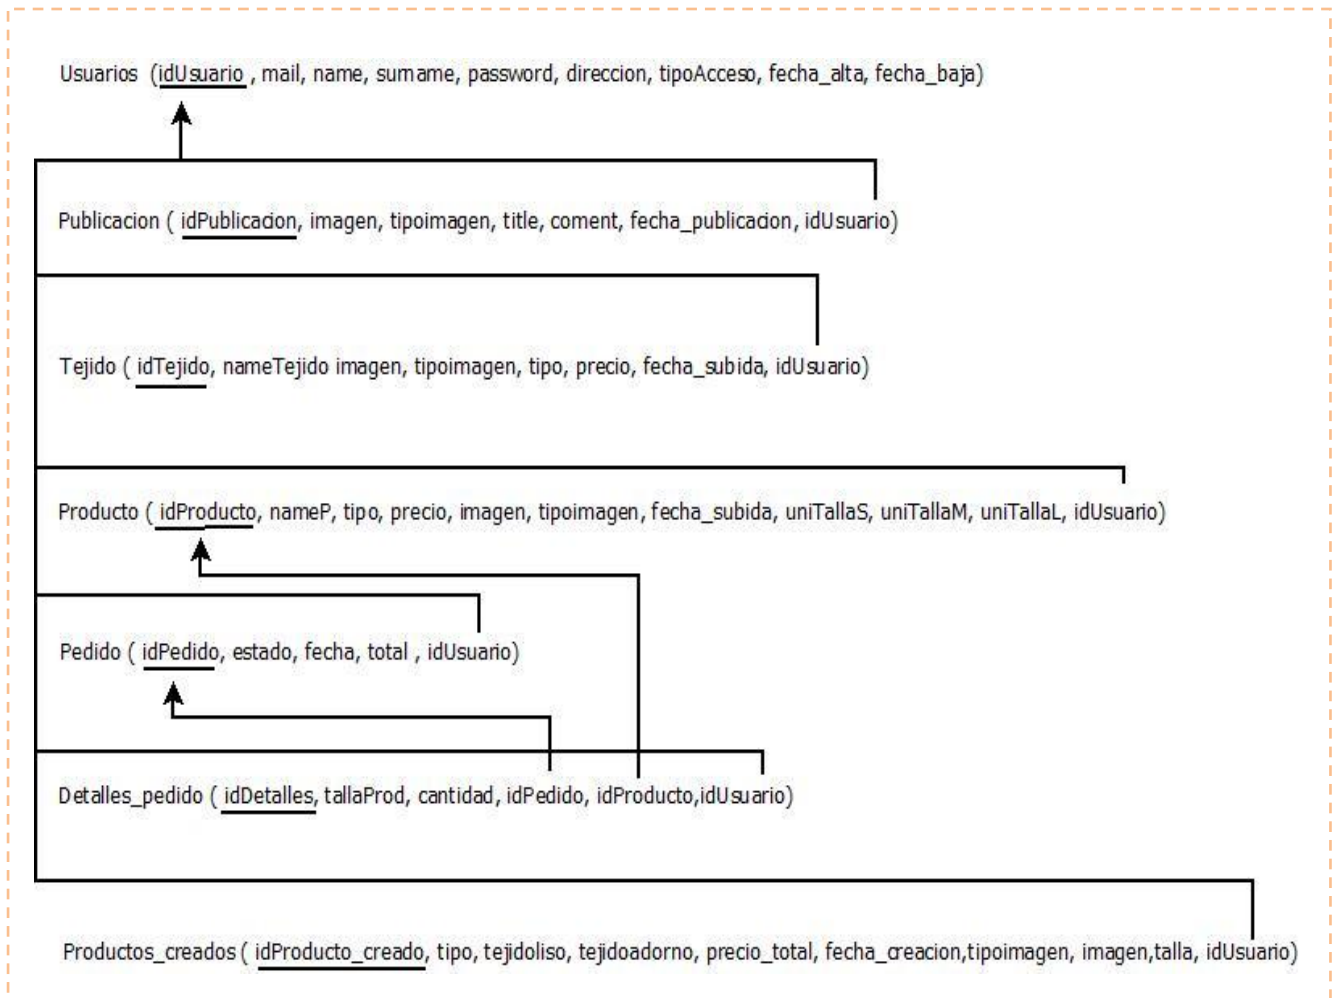 Usuarios (idUsuario , mail, name, surname, password, direccion, tipoAcceso, fecha_alta, fecha_baja)
Publicacion ( idPublicacion, imagen, tipoimagen, title, coment, fecha_publicacion, idUsuario)
Tejido ( idTejido, nameTejido imagen, tipoimagen, tipo, precio, fecha_subida, idUsuario)
Producto ( idProducto, nameP, tipo, precio, imagen, tipoimagen, fecha_subida, uniTallaS, uniTallaM, uniTallaL, idUsuario)
Pedido ( idPedido, estado, fecha, total , idUsuario)
Detalles_pedido ( idDetalles, tallaProd, cantidad, idPedido, idProducto,idUsuario)
Productos_creados ( idProducto_creado, tipo, tejidoliso, tejidoadorno, precio_total, fecha_creacion,tipoimagen, imagen,talla, idUsuario)